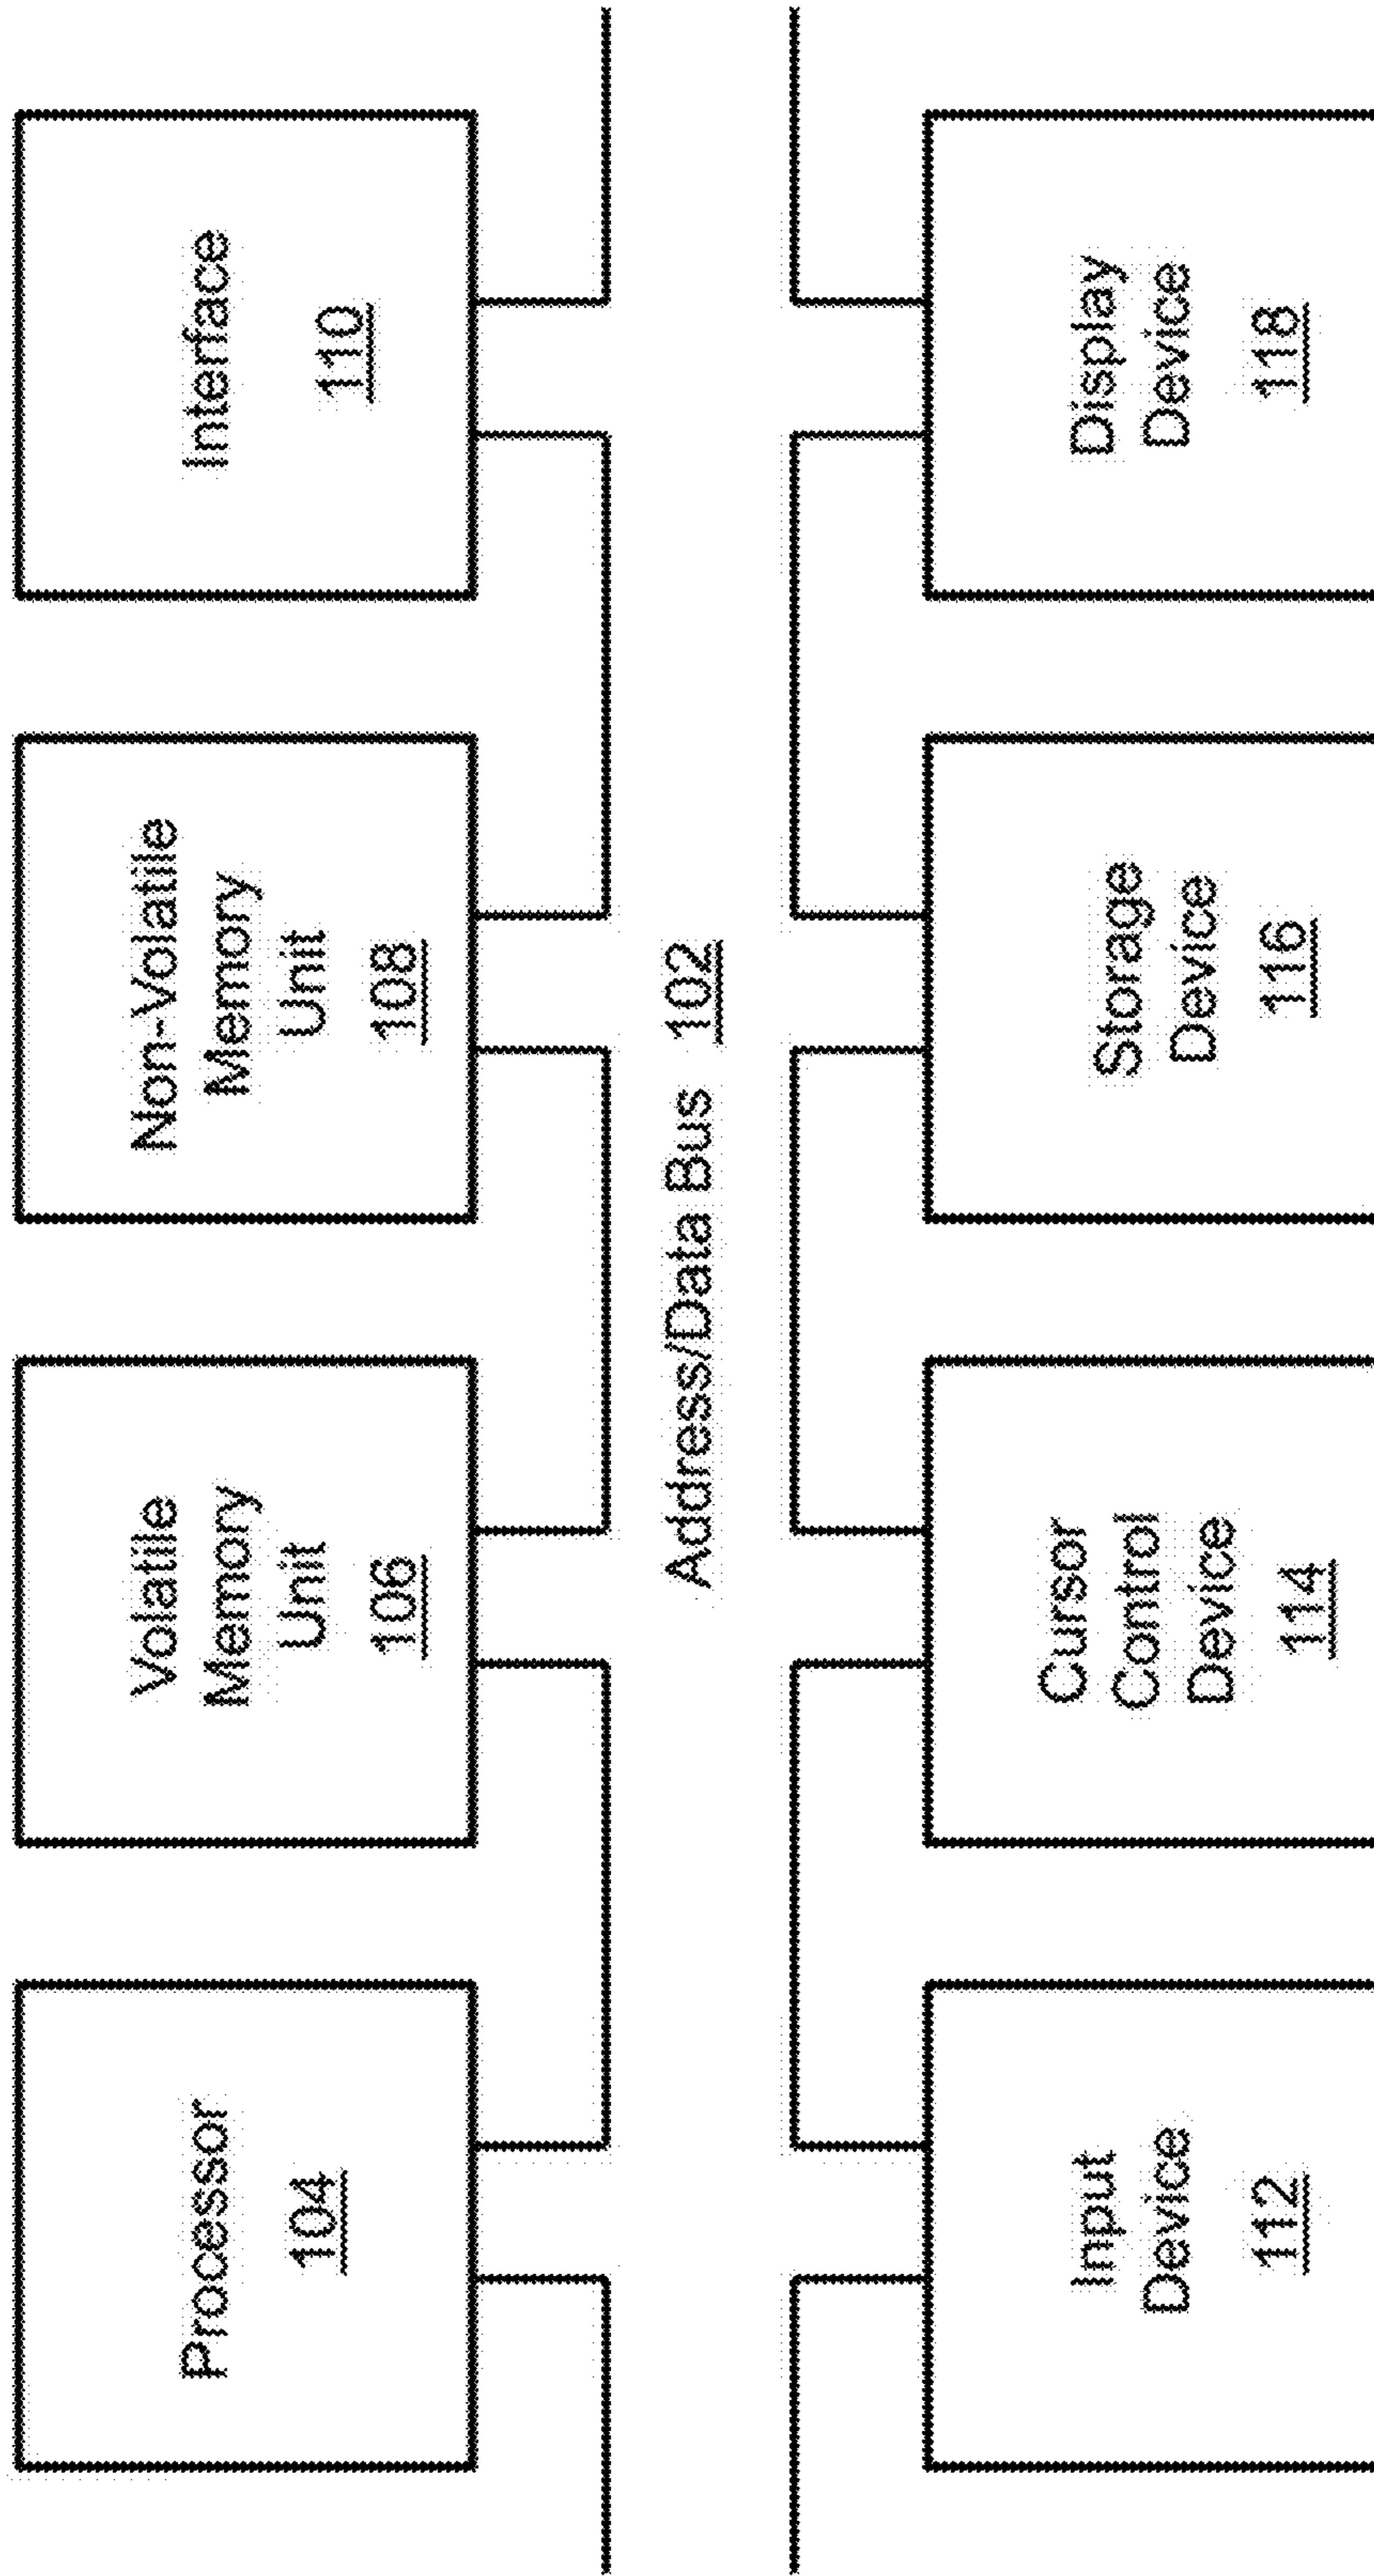 Processor
104
Volatile
Memory
Unit
106
Non-Volatile
Memory
Unit
108
Interface
110
Address/Data Bus 102
Input
Device
112
Cursor
Control
Device
114
Storage
Device
116
Display
Device
118